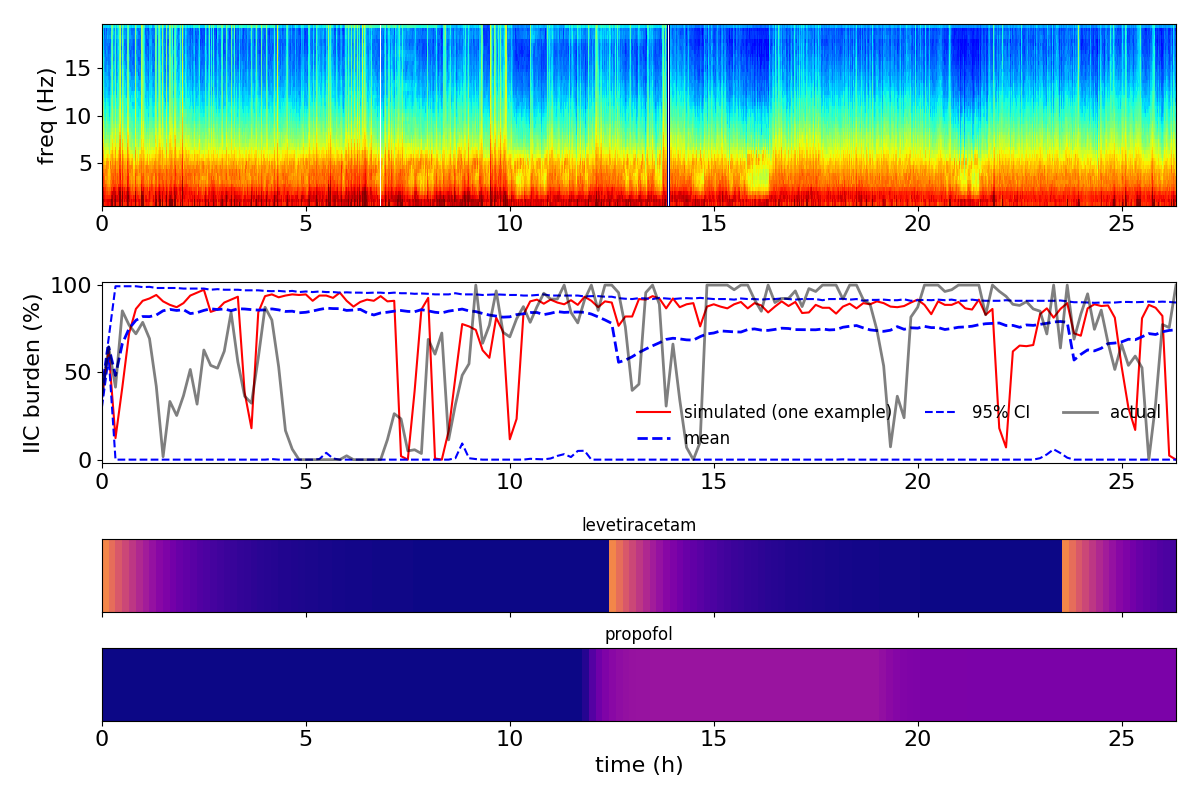 freq (Hz)
15
10
5
0 5 10 15 20 25
IIC burden (%)
100
50
0
simulated (one example) 95% CI actual
mean
0 5 10 15 20 25
levetiracetam
propofol
0 5 10 15 20 25
time (h)